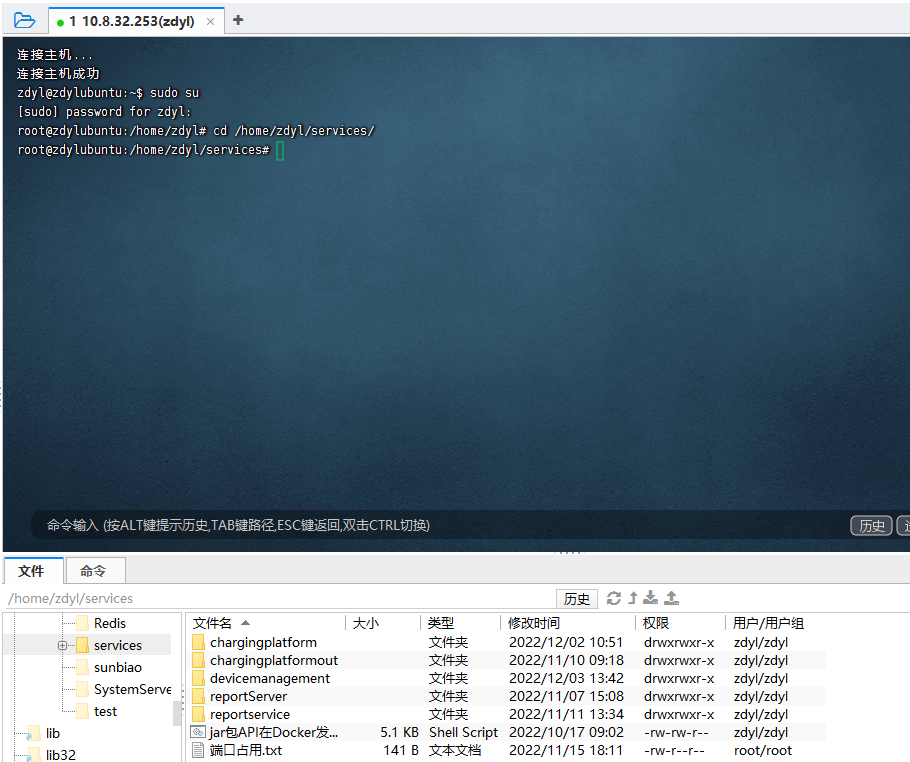 1 10.8.32.253(zdyl) × +
连接主机...
连接主机成功
zdyl@zdylubuntu:~$ sudo su
[sudo] password for zdyl:
root@zdylubuntu:/home/zdyl# cd /home/zdyl/services/
root@zdylubuntu:/home/zdyl/services#
命令输入 (按ALT键提示历史,TAB键路径,ESC键返回,双击CTRL切换) 历史
文件 命令
/home/zdyl/services 历史
Redis
services
sunbiao
SystemServe
test
lib
lib32
文件名 大小 类型 修改时间 权限 用户/用户组
chargingplatform 文件夹 2022/12/02 10:51 drwxrwxr-x zdyl/zdyl
chargingplatformout 文件夹 2022/11/10 09:18 drwxrwxr-x zdyl/zdyl
devicemanagement 文件夹 2022/12/03 13:42 drwxrwxr-x zdyl/zdyl
reportServer 文件夹 2022/11/07 15:08 drwxrwxr-x zdyl/zdyl
reportservice 文件夹 2022/11/11 13:34 drwxrwxr-x zdyl/zdyl
jar包API在Docker发... 5.1 KB Shell Script 2022/10/17 09:02 -rw-rw-r-- zdyl/zdyl
端口占用.txt 141 B 文本文档 2022/11/15 18:11 -rw-r--r-- root/root